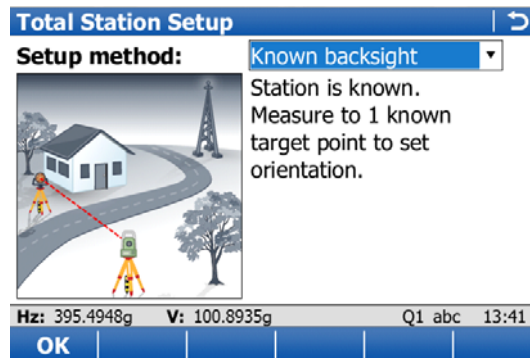 Total Station Setup
Setup method: Known backsight
Station is known.
Measure to 1 known
target point to set
orientation.
Hz: 395.4948g V: 100.8935g Q1 abc 13:41
OK